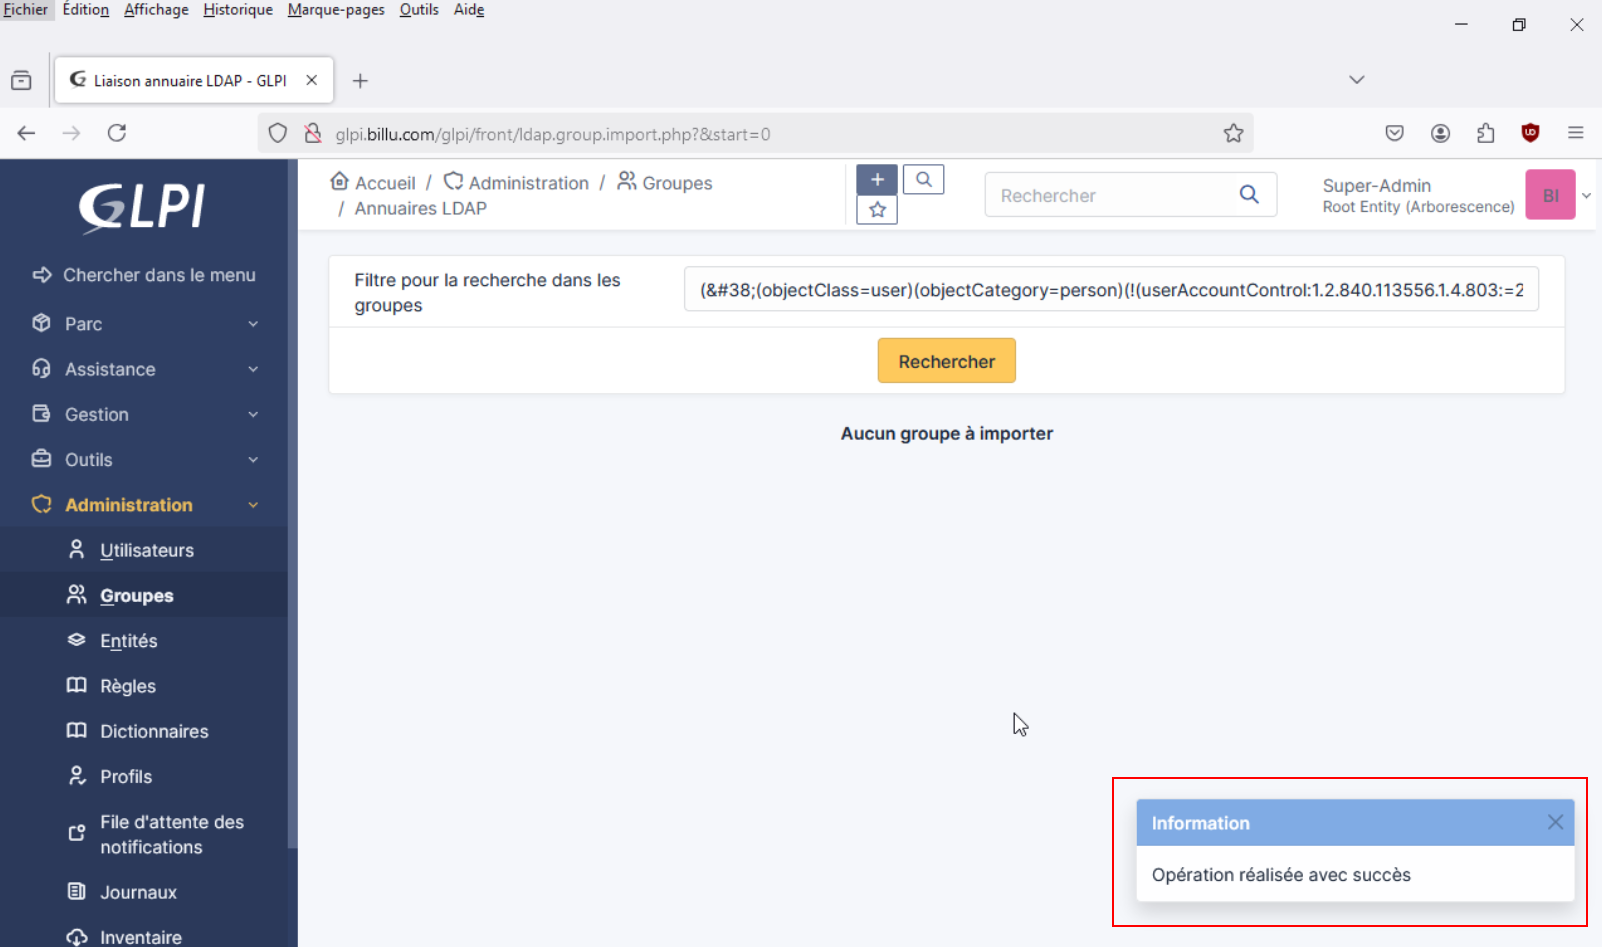 Fichier Édition Affichage Historique Marque-pages Outils Aide
Liaison annuaire LDAP - GLPI
glpi.billu.com/glpi/front/ldap.group.import.php?&start=0
GLPI
Chercher dans le menu
Parc
Assistance
Gestion
Outils
Administration
Utilisateurs
Groupes
Entités
Règles
Dictionnaires
Profils
File d'attente des
notifications
Journaux
Inventaire
Accueil / Administration / Groupes
/ Annuaires LDAP
Rechercher
Super-Admin
Root Entity (Arborescence)
BI
Filtre pour la recherche dans les
groupes
(&#38;(objectClass=user)(objectCategory=person)(!(userAccountControl:1.2.840.113556.1.4.803:=2
Rechercher
Aucun groupe à importer
Information
Opération réalisée avec succès